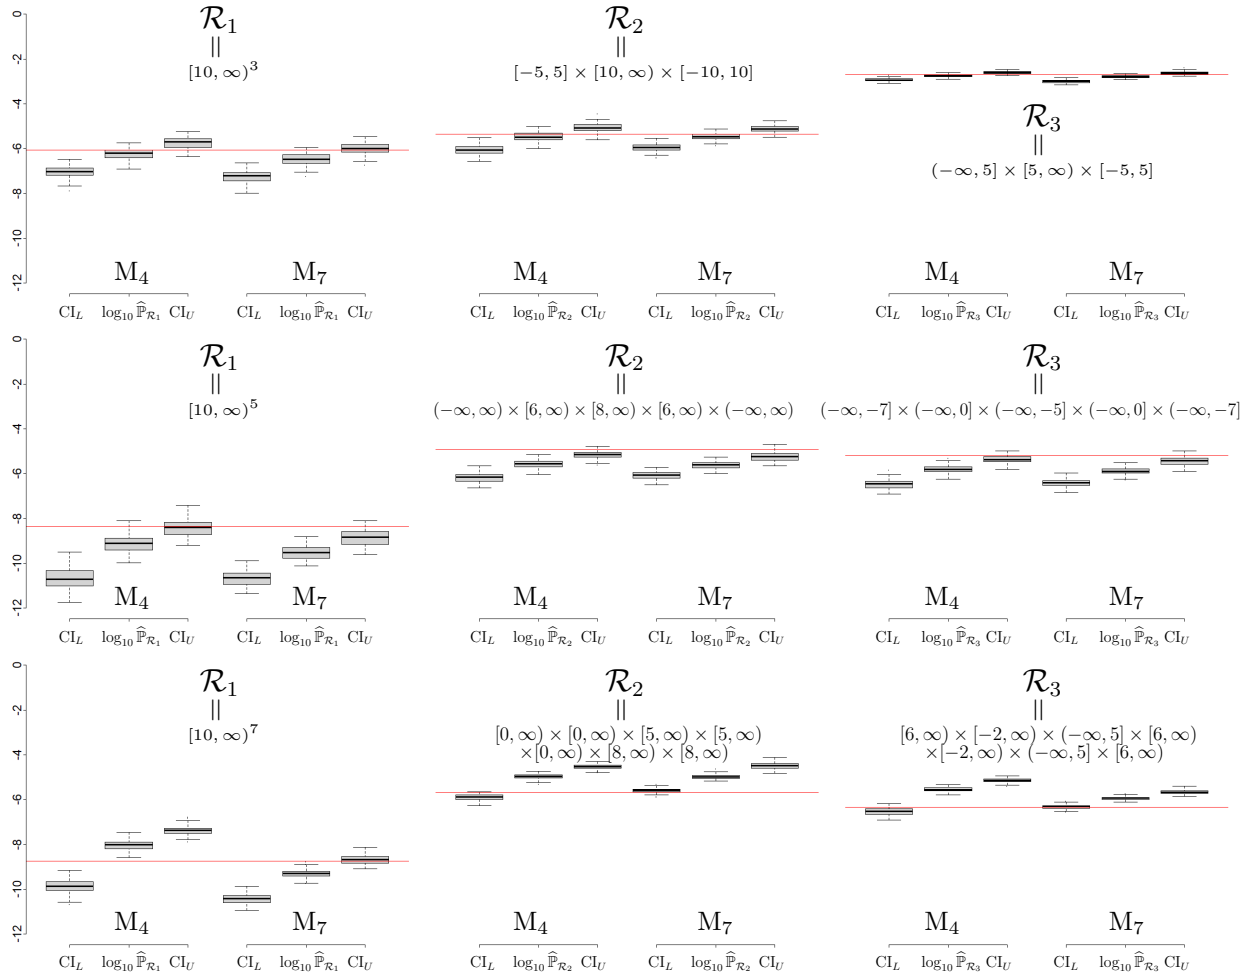 0
-2
-4
-6
-8
-10
-12
ℛ₁
||
[10, ∞)³
M₄ M₇
CI_L log₁₀ ℙ̂_ℛ₁ CI_U CI_L log₁₀ ℙ̂_ℛ₁ CI_U
ℛ₂
||
[−5, 5] × [10, ∞) × [−10, 10]
M₄ M₇
CI_L log₁₀ ℙ̂_ℛ₂ CI_U CI_L log₁₀ ℙ̂_ℛ₂ CI_U
ℛ₃
||
(−∞, 5] × [5, ∞) × [−5, 5]
M₄ M₇
CI_L log₁₀ ℙ̂_ℛ₃ CI_U CI_L log₁₀ ℙ̂_ℛ₃ CI_U
0
-2
-4
-6
-8
-10
-12
ℛ₁
||
[10, ∞)⁵
M₄ M₇
CI_L log₁₀ ℙ̂_ℛ₁ CI_U CI_L log₁₀ ℙ̂_ℛ₁ CI_U
ℛ₂
||
(−∞, ∞) × [6, ∞) × [8, ∞) × [6, ∞) × (−∞, ∞)
M₄ M₇
CI_L log₁₀ ℙ̂_ℛ₂ CI_U CI_L log₁₀ ℙ̂_ℛ₂ CI_U
ℛ₃
||
(−∞, −7] × (−∞, 0] × (−∞, −5] × (−∞, 0] × (−∞, −7]
M₄ M₇
CI_L log₁₀ ℙ̂_ℛ₃ CI_U CI_L log₁₀ ℙ̂_ℛ₃ CI_U
0
-2
-4
-6
-8
-10
-12
ℛ₁
||
[10, ∞)⁷
M₄ M₇
CI_L log₁₀ ℙ̂_ℛ₁ CI_U CI_L log₁₀ ℙ̂_ℛ₁ CI_U
ℛ₂
||
[0, ∞) × [0, ∞) × [5, ∞) × [5, ∞)
×[0, ∞) × [8, ∞) × [8, ∞)
M₄ M₇
CI_L log₁₀ ℙ̂_ℛ₂ CI_U CI_L log₁₀ ℙ̂_ℛ₂ CI_U
ℛ₃
||
[6, ∞) × [−2, ∞) × (−∞, 5] × [6, ∞)
×[−2, ∞) × (−∞, 5] × [6, ∞)
M₄ M₇
CI_L log₁₀ ℙ̂_ℛ₃ CI_U CI_L log₁₀ ℙ̂_ℛ₃ CI_U